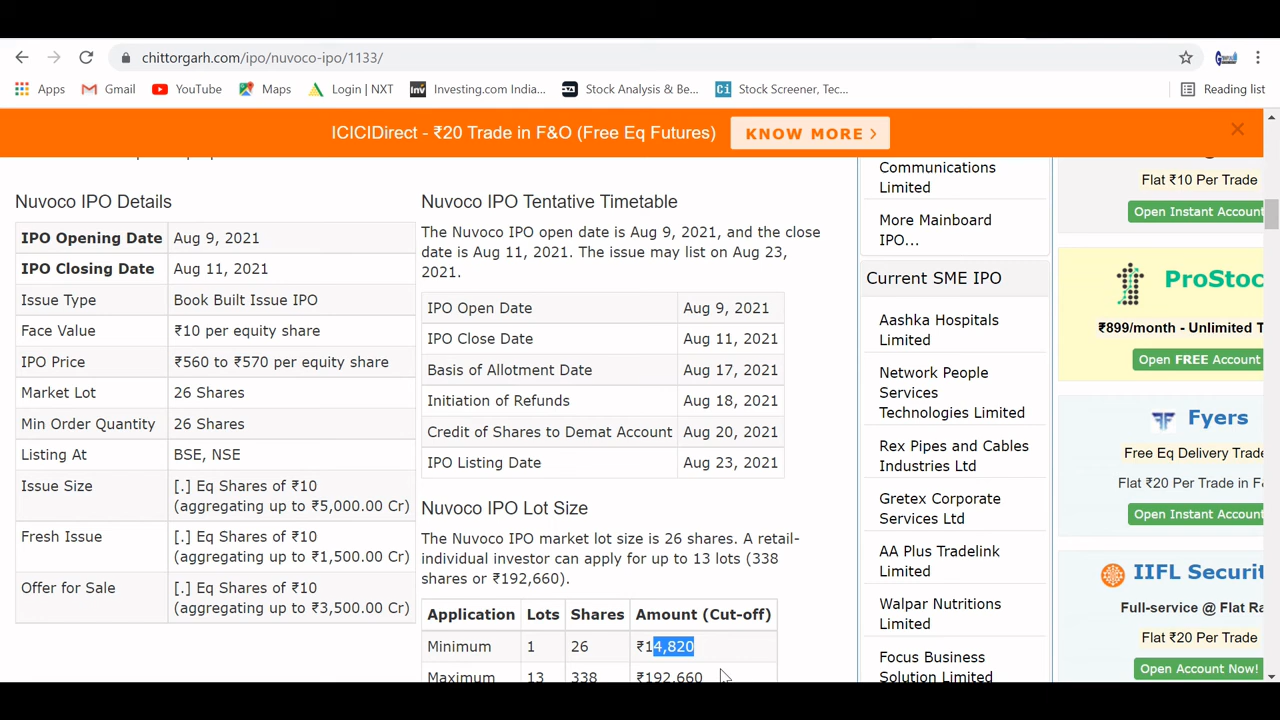 chittorgarh.com/ipo/nuvoco-ipo/1133/
Apps
Gmail
YouTube
Maps
Login | NXT
Investing.com India...
Stock Analysis & Be...
Stock Screener, Tec...
Reading list
ICICIDirect - ₹20 Trade in F&O (Free Eq Futures)
KNOW MORE >
Nuvoco IPO Details
IPO Opening Date Aug 9, 2021
IPO Closing Date Aug 11, 2021
Issue Type Book Built Issue IPO
Face Value ₹10 per equity share
IPO Price ₹560 to ₹570 per equity share
Market Lot 26 Shares
Min Order Quantity 26 Shares
Listing At BSE, NSE
Issue Size [.] Eq Shares of ₹10
(aggregating up to ₹5,000.00 Cr)
Fresh Issue [.] Eq Shares of ₹10
(aggregating up to ₹1,500.00 Cr)
Offer for Sale [.] Eq Shares of ₹10
(aggregating up to ₹3,500.00 Cr)
Nuvoco IPO Tentative Timetable
The Nuvoco IPO open date is Aug 9, 2021, and the close
date is Aug 11, 2021. The issue may list on Aug 23,
2021.
IPO Open Date Aug 9, 2021
IPO Close Date Aug 11, 2021
Basis of Allotment Date Aug 17, 2021
Initiation of Refunds Aug 18, 2021
Credit of Shares to Demat Account Aug 20, 2021
IPO Listing Date Aug 23, 2021
Nuvoco IPO Lot Size
The Nuvoco IPO market lot size is 26 shares. A retail-
individual investor can apply for up to 13 lots (338
shares or ₹192,660).
Application Lots Shares Amount (Cut-off)
Minimum 1 26 ₹14,820
Maximum 13 338 ₹192,660
Communications
Limited
More Mainboard
IPO...
Current SME IPO
Aashka Hospitals
Limited
Network People
Services
Technologies Limited
Rex Pipes and Cables
Industries Ltd
Gretex Corporate
Services Ltd
AA Plus Tradelink
Limited
Walpar Nutritions
Limited
Focus Business
Solution Limited
Flat ₹10 Per Trade
Open Instant Account
ProStoc
₹899/month - Unlimited T
Open FREE Account
Fyers
Free Eq Delivery Trade
Flat ₹20 Per Trade in F
Open Instant Account
IIFL Securit
Full-service @ Flat Ra
Flat ₹20 Per Trade
Open Account Now!